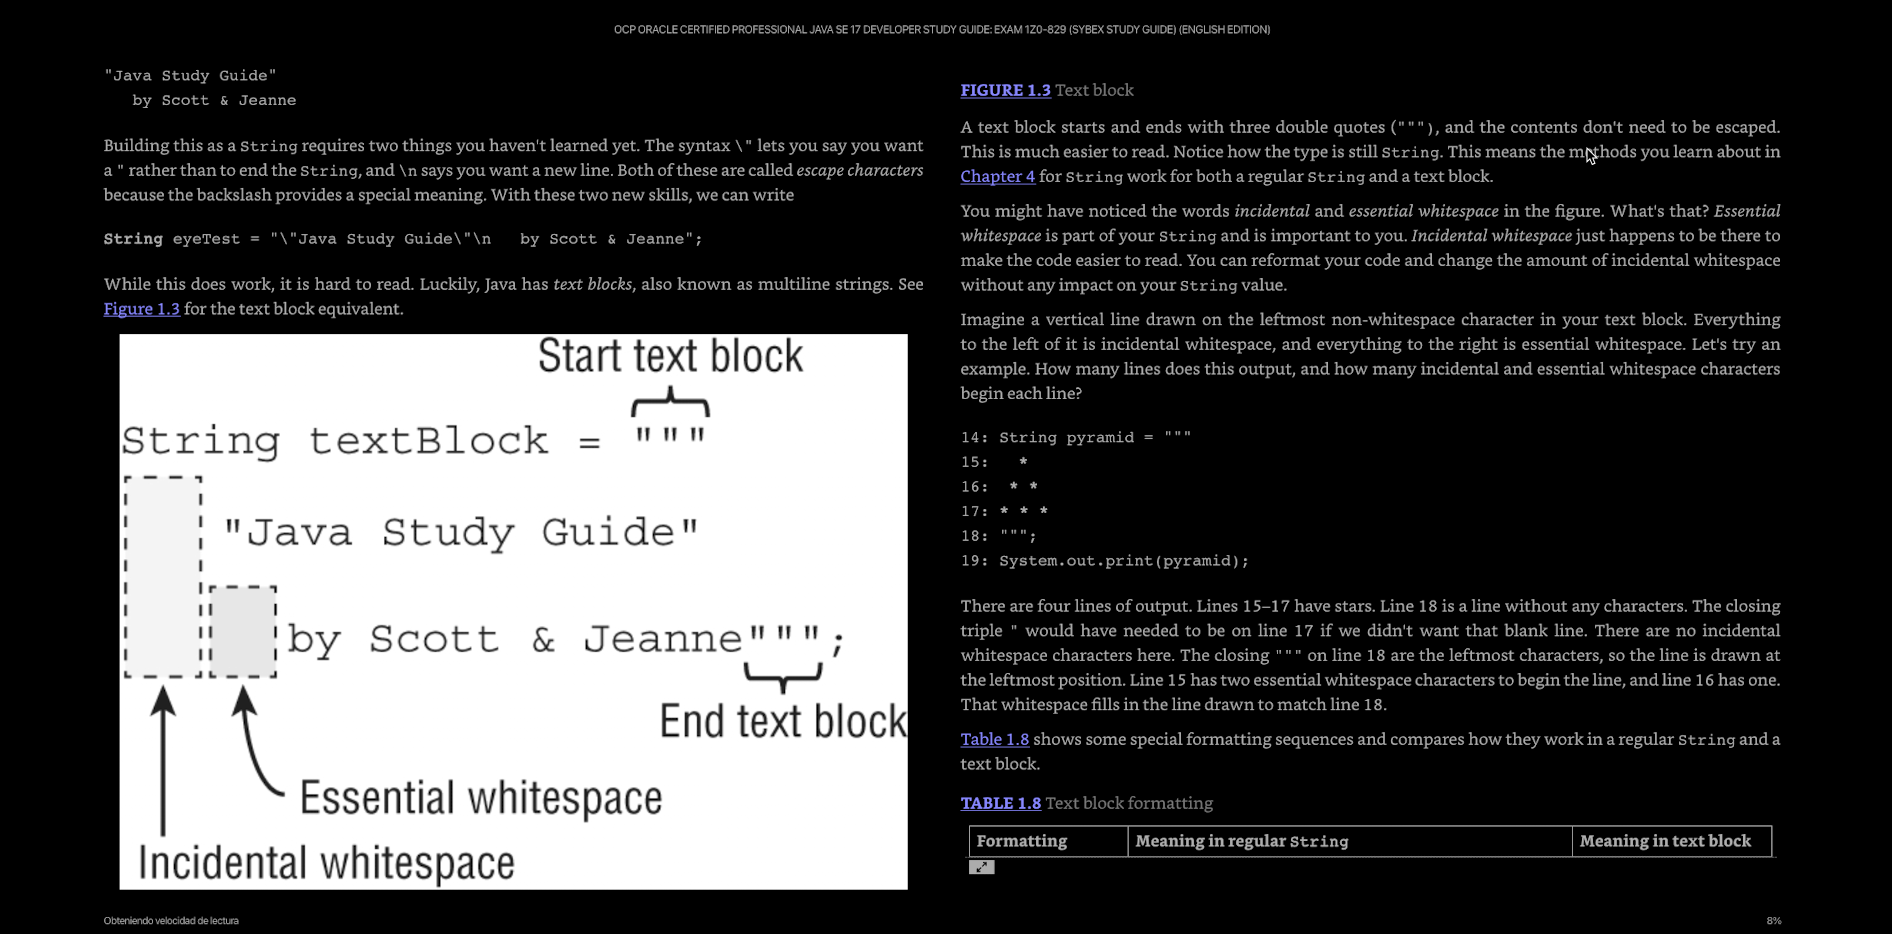 OCP ORACLE CERTIFIED PROFESSIONAL JAVA SE 17 DEVELOPER STUDY GUIDE: EXAM 1Z0-829 (SYBEX STUDY GUIDE) (ENGLISH EDITION)
"Java Study Guide"
   by Scott & Jeanne
Building this as a String requires two things you haven't learned yet. The syntax \" lets you say you want
a " rather than to end the String, and \n says you want a new line. Both of these are called escape characters
because the backslash provides a special meaning. With these two new skills, we can write
String eyeTest = "\"Java Study Guide\"\n   by Scott & Jeanne";
While this does work, it is hard to read. Luckily, Java has text blocks, also known as multiline strings. See
Figure 1.3 for the text block equivalent.
Start text block
String textBlock = """
"Java Study Guide"
by Scott & Jeanne""";
End text block
Essential whitespace
Incidental whitespace
FIGURE 1.3 Text block
A text block starts and ends with three double quotes ("""), and the contents don't need to be escaped.
This is much easier to read. Notice how the type is still String. This means the methods you learn about in
Chapter 4 for String work for both a regular String and a text block.
You might have noticed the words incidental and essential whitespace in the figure. What's that? Essential
whitespace is part of your String and is important to you. Incidental whitespace just happens to be there to
make the code easier to read. You can reformat your code and change the amount of incidental whitespace
without any impact on your String value.
Imagine a vertical line drawn on the leftmost non-whitespace character in your text block. Everything
to the left of it is incidental whitespace, and everything to the right is essential whitespace. Let's try an
example. How many lines does this output, and how many incidental and essential whitespace characters
begin each line?
14: String pyramid = """
15:   *
16:  * *
17: * * *
18: """;
19: System.out.print(pyramid);
There are four lines of output. Lines 15–17 have stars. Line 18 is a line without any characters. The closing
triple " would have needed to be on line 17 if we didn't want that blank line. There are no incidental
whitespace characters here. The closing """ on line 18 are the leftmost characters, so the line is drawn at
the leftmost position. Line 15 has two essential whitespace characters to begin the line, and line 16 has one.
That whitespace fills in the line drawn to match line 18.
Table 1.8 shows some special formatting sequences and compares how they work in a regular String and a
text block.
TABLE 1.8 Text block formatting
Formatting Meaning in regular String Meaning in text block
Obteniendo velocidad de lectura
8%